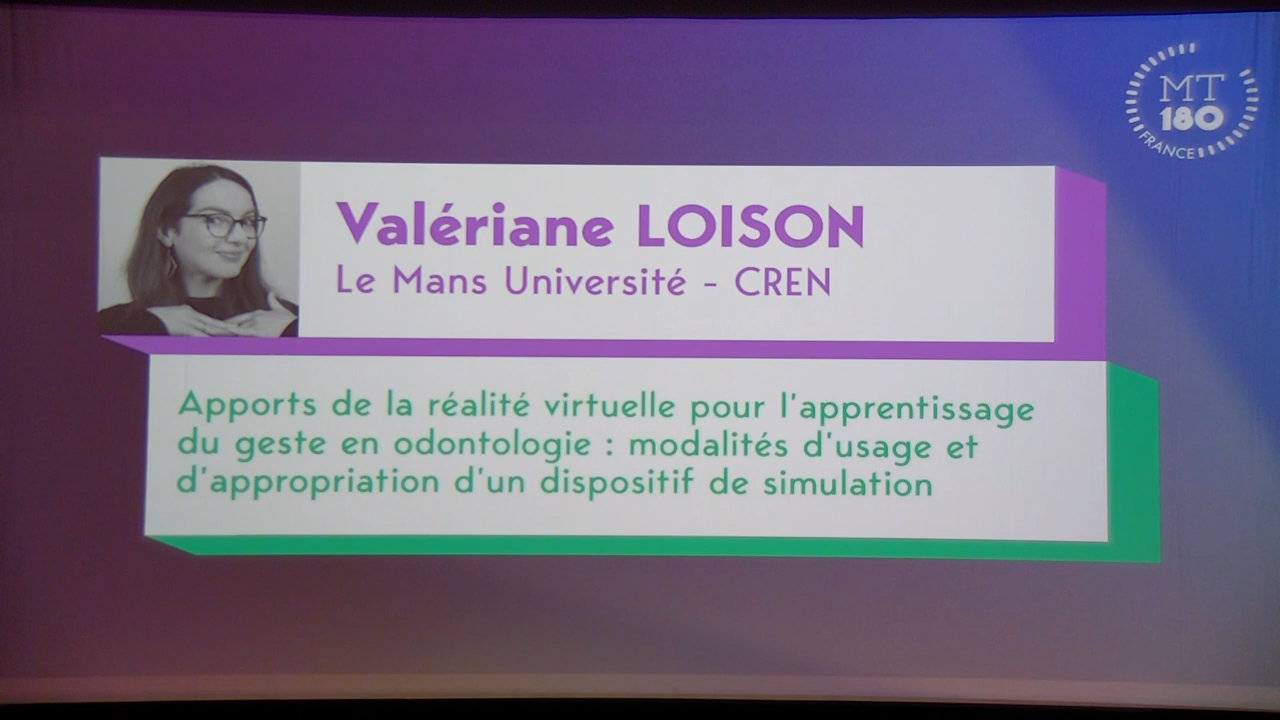 MT
180
FRANCE
Valériane LOISON
Le Mans Université - CREN
Apports de la réalité virtuelle pour l'apprentissage
du geste en odontologie : modalités d'usage et
d'appropriation d'un dispositif de simulation